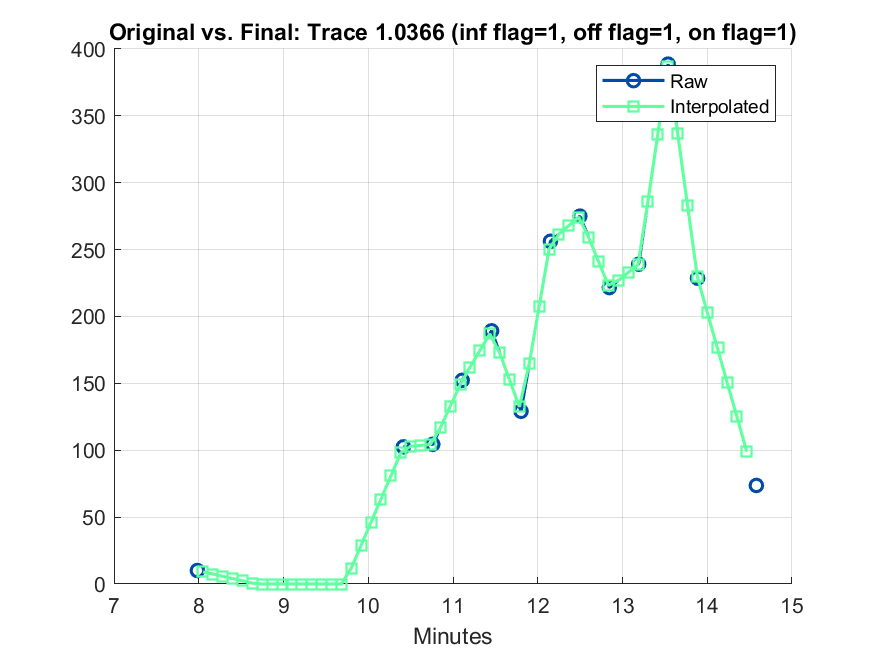 Original vs. Final: Trace 1.0366 (inf flag=1, off flag=1, on flag=1)
400
350
300
250
200
150
100
50
0
Raw
Interpolated
7 8 9 10 11 12 13 14 15
Minutes